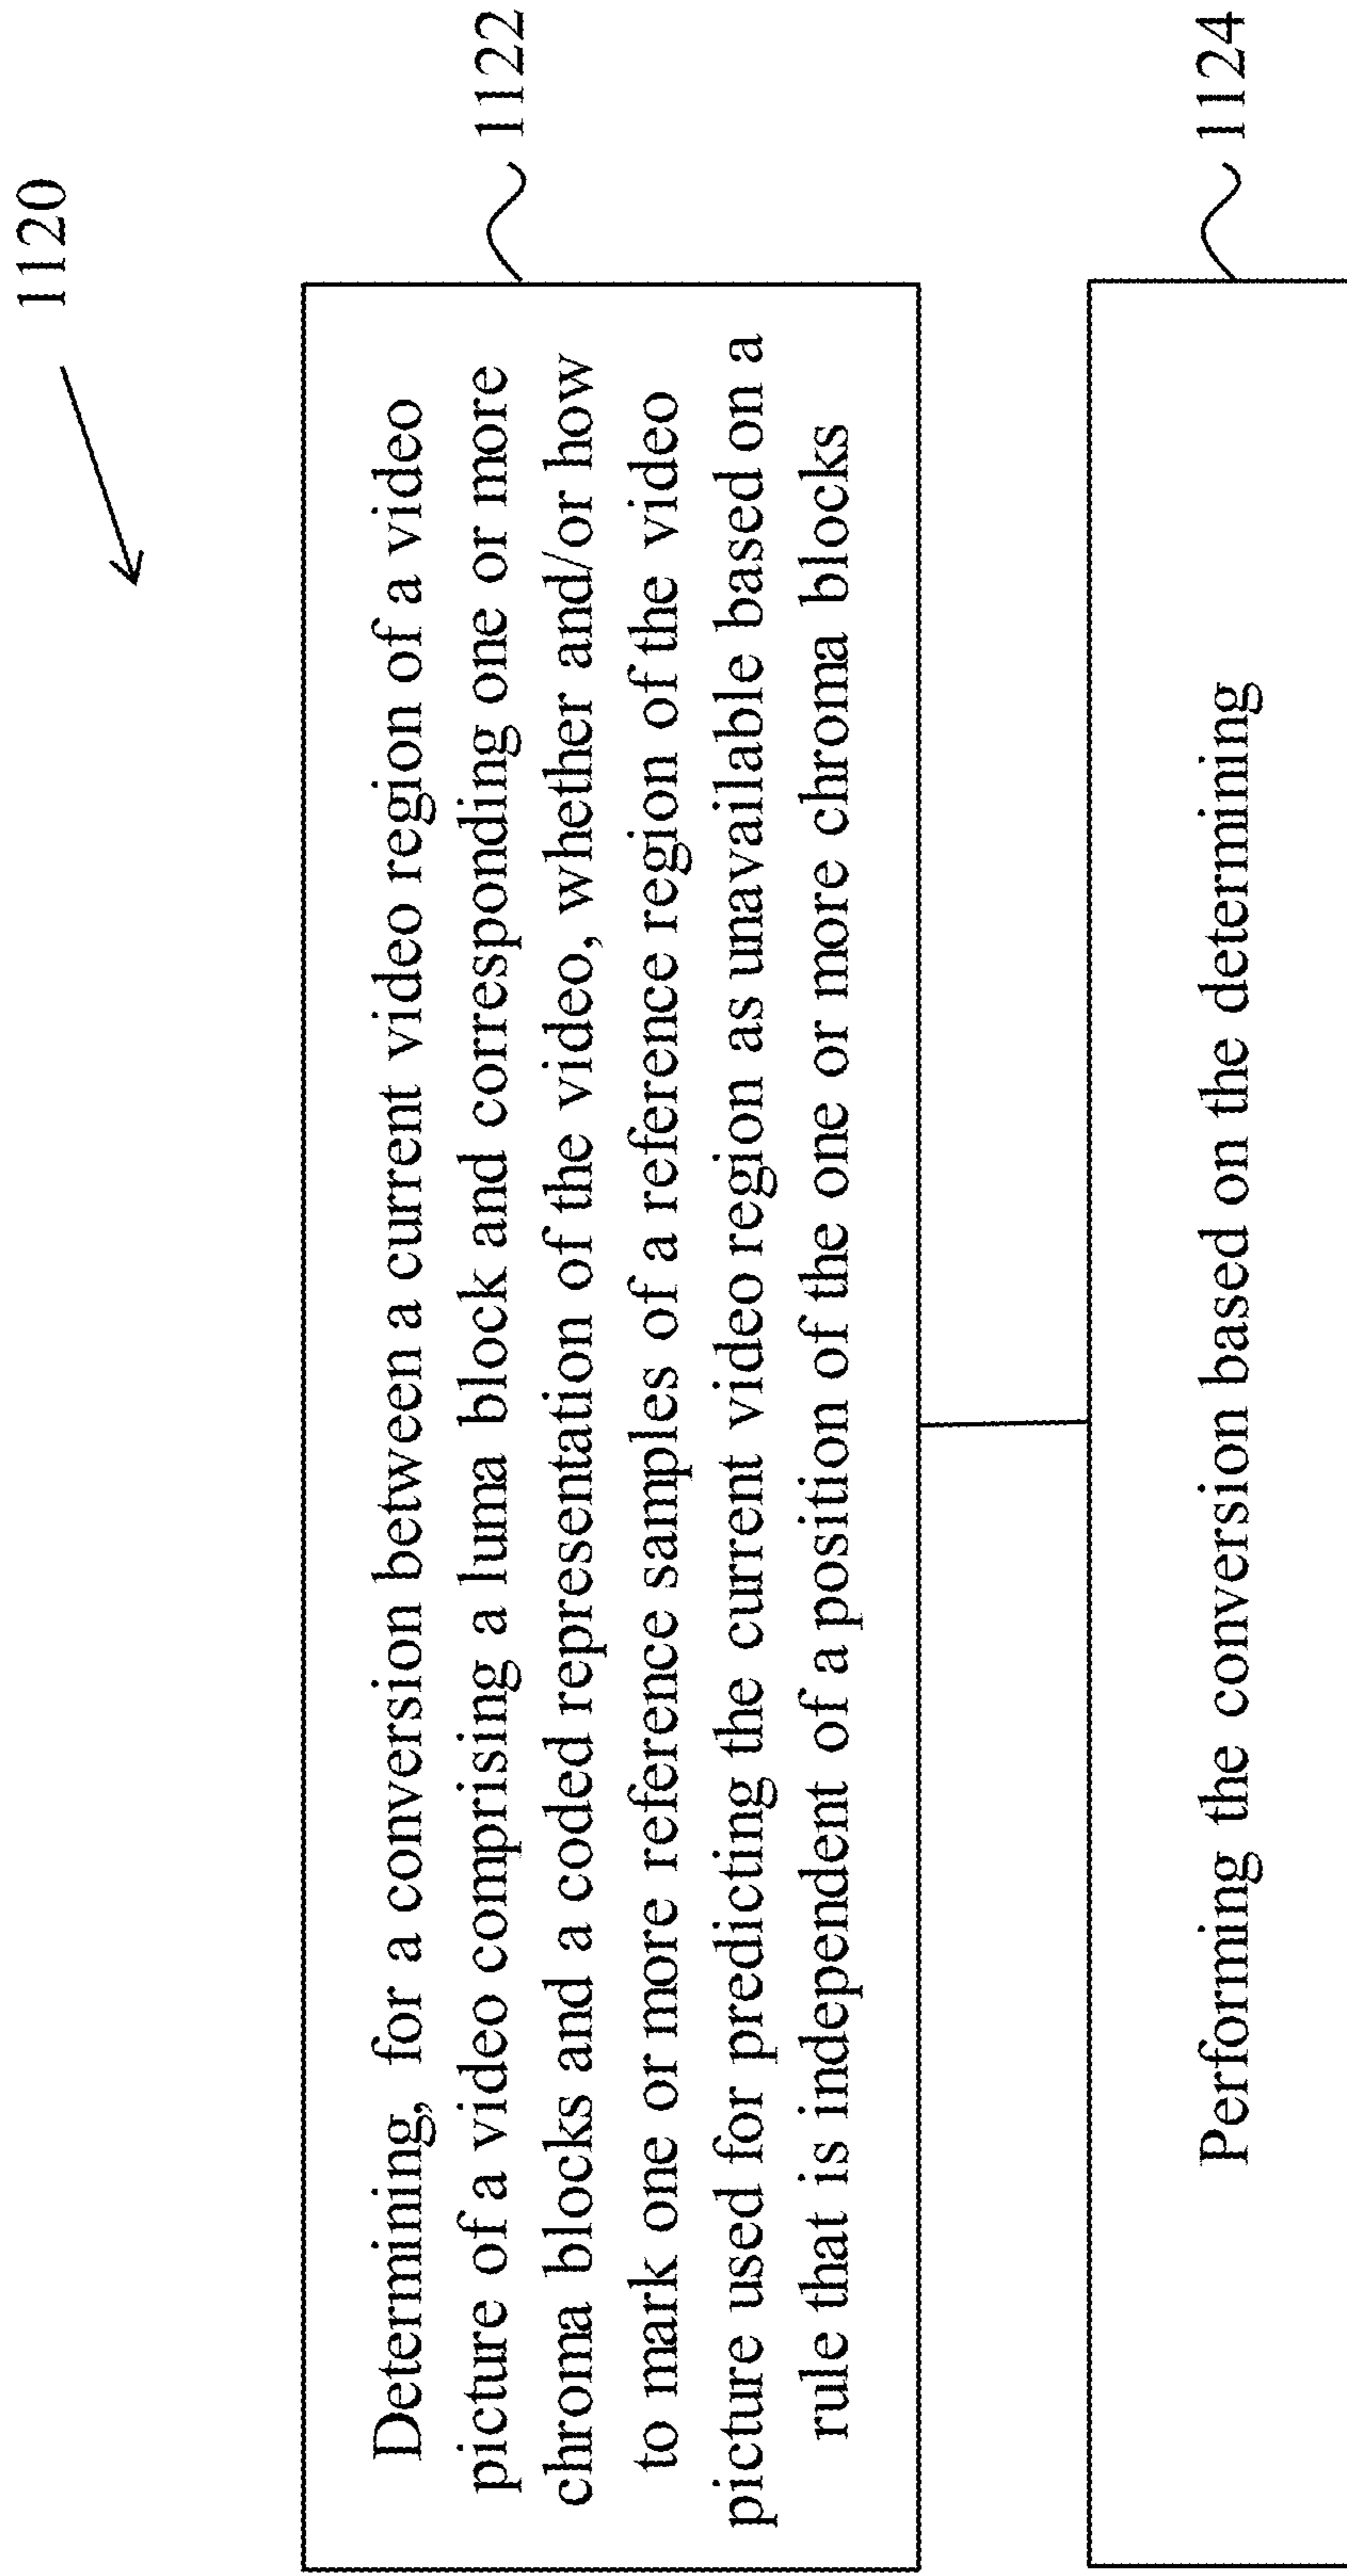 1120
Determining, for a conversion between a current video region of a video
picture of a video comprising a luma block and corresponding one or more
chroma blocks and a coded representation of the video, whether and/or how
to mark one or more reference samples of a reference region of the video
picture used for predicting the current video region as unavailable based on a
rule that is independent of a position of the one or more chroma blocks
1122
Performing the conversion based on the determining
1124